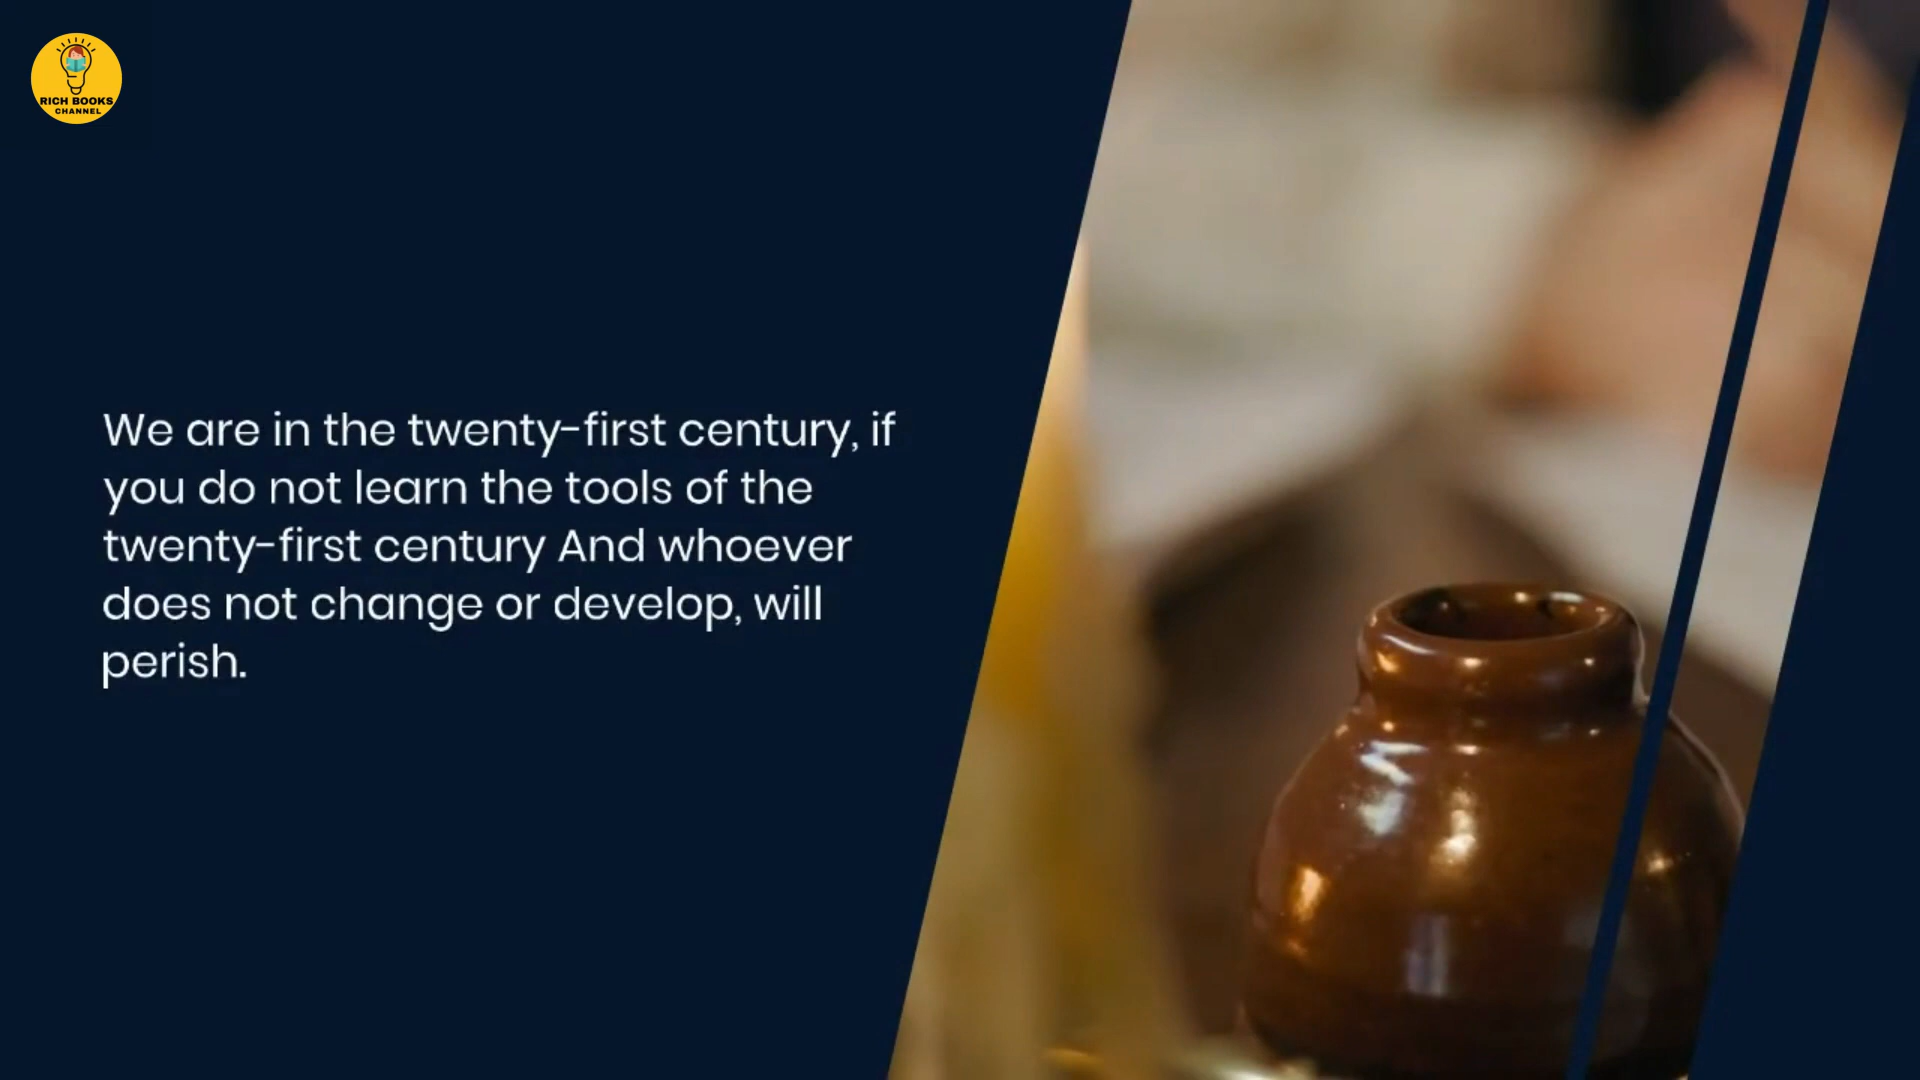 RICH BOOKS
CHANNEL
We are in the twenty-first century, if
you do not learn the tools of the
twenty-first century And whoever
does not change or develop, will
perish.